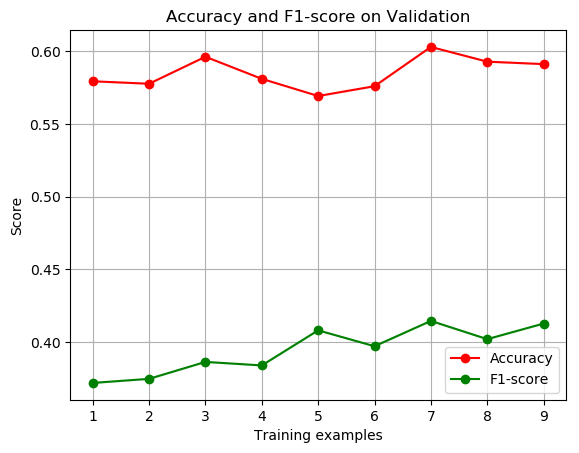 Accuracy and F1-score on Validation
Score
0.60
0.55
0.50
0.45
0.40
Accuracy
F1-score
1 2 3 4 5 6 7 8 9
Training examples